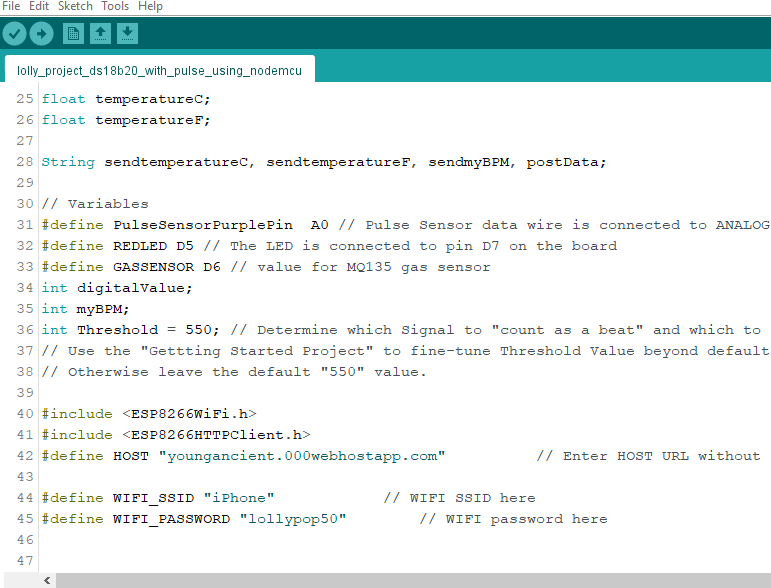 File Edit Sketch Tools Help
lolly_project_ds18b20_with_pulse_using_nodemcu
25 float temperatureC;
26 float temperatureF;
27
28 String sendtemperatureC, sendtemperatureF, sendmyBPM, postData;
29
30 // Variables
31 #define PulseSensorPurplePin  A0 // Pulse Sensor data wire is connected to ANALOG
32 #define REDLED D5 // The LED is connected to pin D7 on the board
33 #define GASSENSOR D6 // value for MQ135 gas sensor
34 int digitalValue;
35 int myBPM;
36 int Threshold = 550; // Determine which Signal to "count as a beat" and which to
37 // Use the "Gettting Started Project" to fine-tune Threshold Value beyond default
38 // Otherwise leave the default "550" value.
39
40 #include <ESP8266WiFi.h>
41 #include <ESP8266HTTPClient.h>
42 #define HOST "youngancient.000webhostapp.com"          // Enter HOST URL without
43
44 #define WIFI_SSID "iPhone"            // WIFI SSID here
45 #define WIFI_PASSWORD "lollypop50"        // WIFI password here
46
47